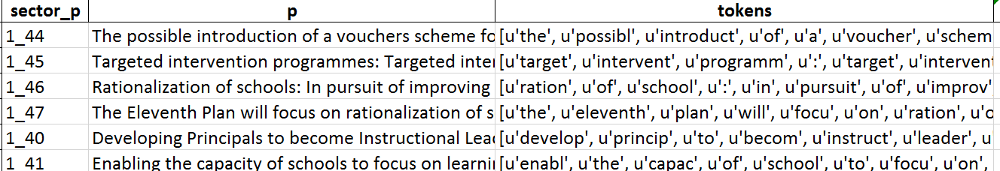 sector_p p tokens
1_44 The possible introduction of a vouchers scheme fo [u'the', u'possibl', u'introduct', u'of', u'a', u'voucher', u'schem
1_45 Targeted intervention programmes: Targeted inte [u'target', u'intervent', u'programm', u':', u'target', u'intervent
1_46 Rationalization of schools: In pursuit of improving [u'ration', u'of', u'school', u':', u'in', u'pursuit', u'of', u'improv'
1_47 The Eleventh Plan will focus on rationalization of s [u'the', u'eleventh', u'plan', u'will', u'focu', u'on', u'ration', u'o
1_40 Developing Principals to become Instructional Lea [u'develop', u'princip', u'to', u'becom', u'instruct', u'leader', u'
1_41 Enabling the capacity of schools to focus on learni [u'enabl', u'the', u'capac', u'of', u'school', u'to', u'focu', u'on',